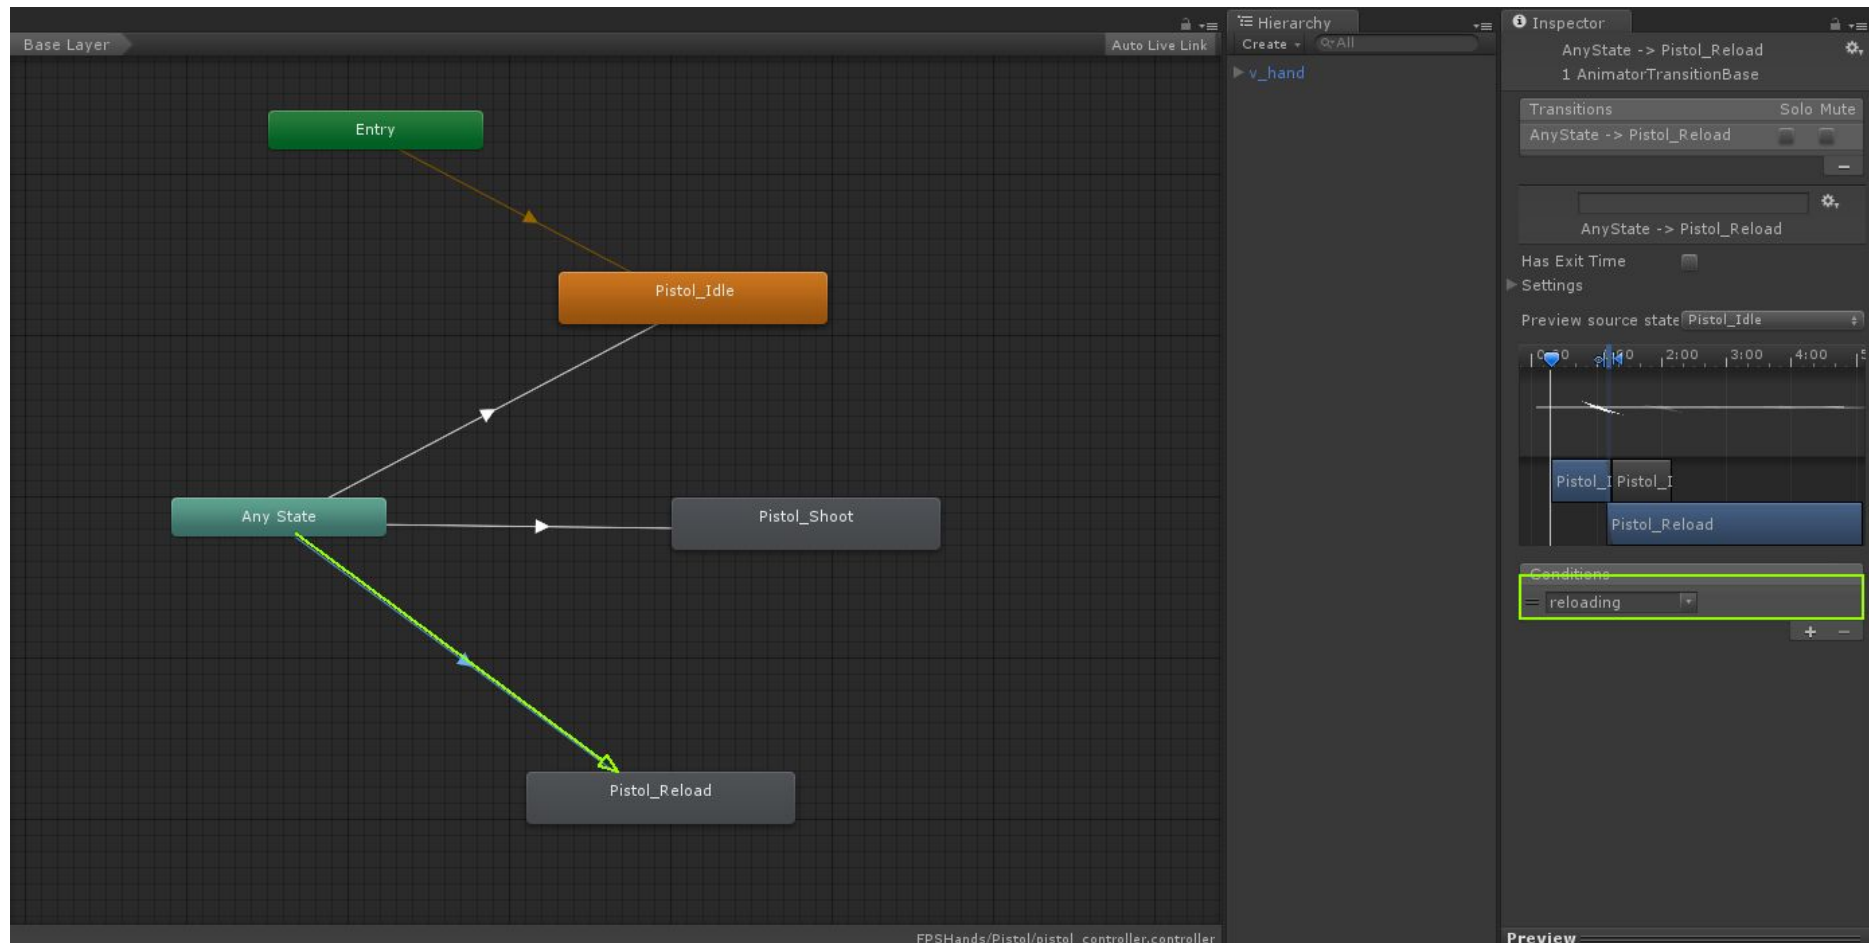 Base Layer
Auto Live Link
Entry
Pistol_Idle
Any State
Pistol_Shoot
Pistol_Reload
FPSHands/Pistol/pistol_controller.controller
Hierarchy
Create
All
v_hand
Inspector
AnyState -> Pistol_Reload
1 AnimatorTransitionBase
Transitions Solo Mute
AnyState -> Pistol_Reload
AnyState -> Pistol_Reload
Has Exit Time
Settings
Preview source state Pistol_Idle
2:00 3:00 4:00
Pistol_I Pistol_I
Pistol_Reload
Conditions
reloading
Preview